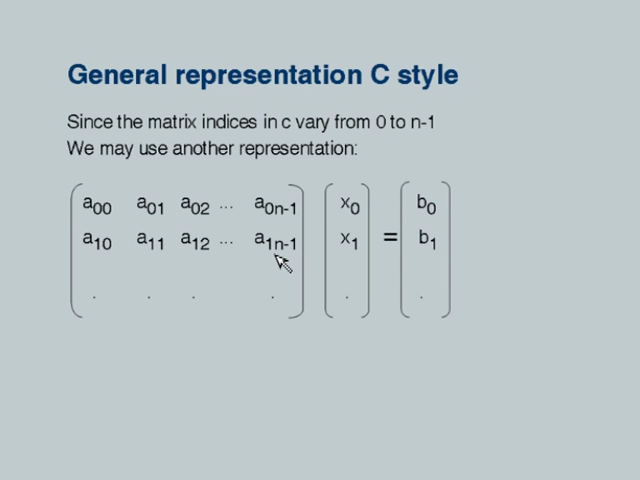 General representation C style
Since the matrix indices in c vary from 0 to n-1
We may use another representation:
a00 a01 a02 ... a0n-1 x0 b0
a10 a11 a12 ... a1n-1 x1 = b1
. . . . . .